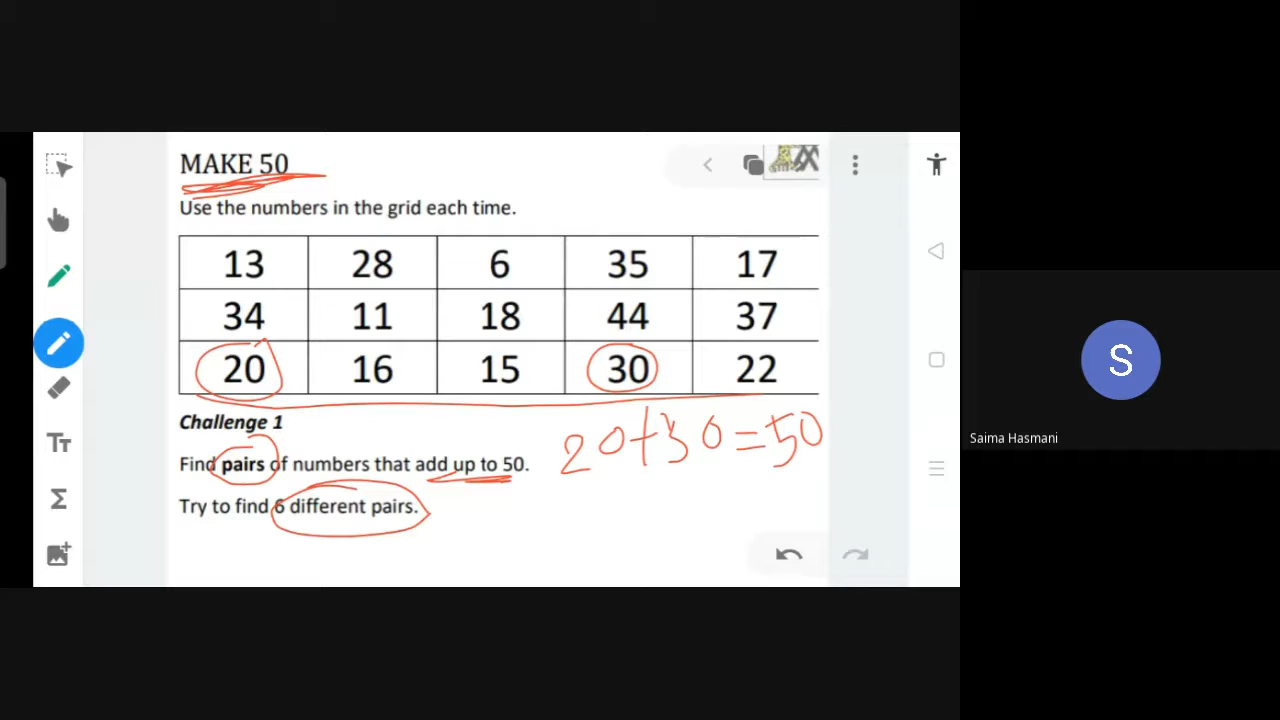 MAKE 50
Use the numbers in the grid each time.
13 28 6 35 17
34 11 18 44 37
20 16 15 30 22
Challenge 1
20+30=50
Find pairs of numbers that add up to 50.
Try to find 6 different pairs.
Tт
Σ
S
Saima Hasmani